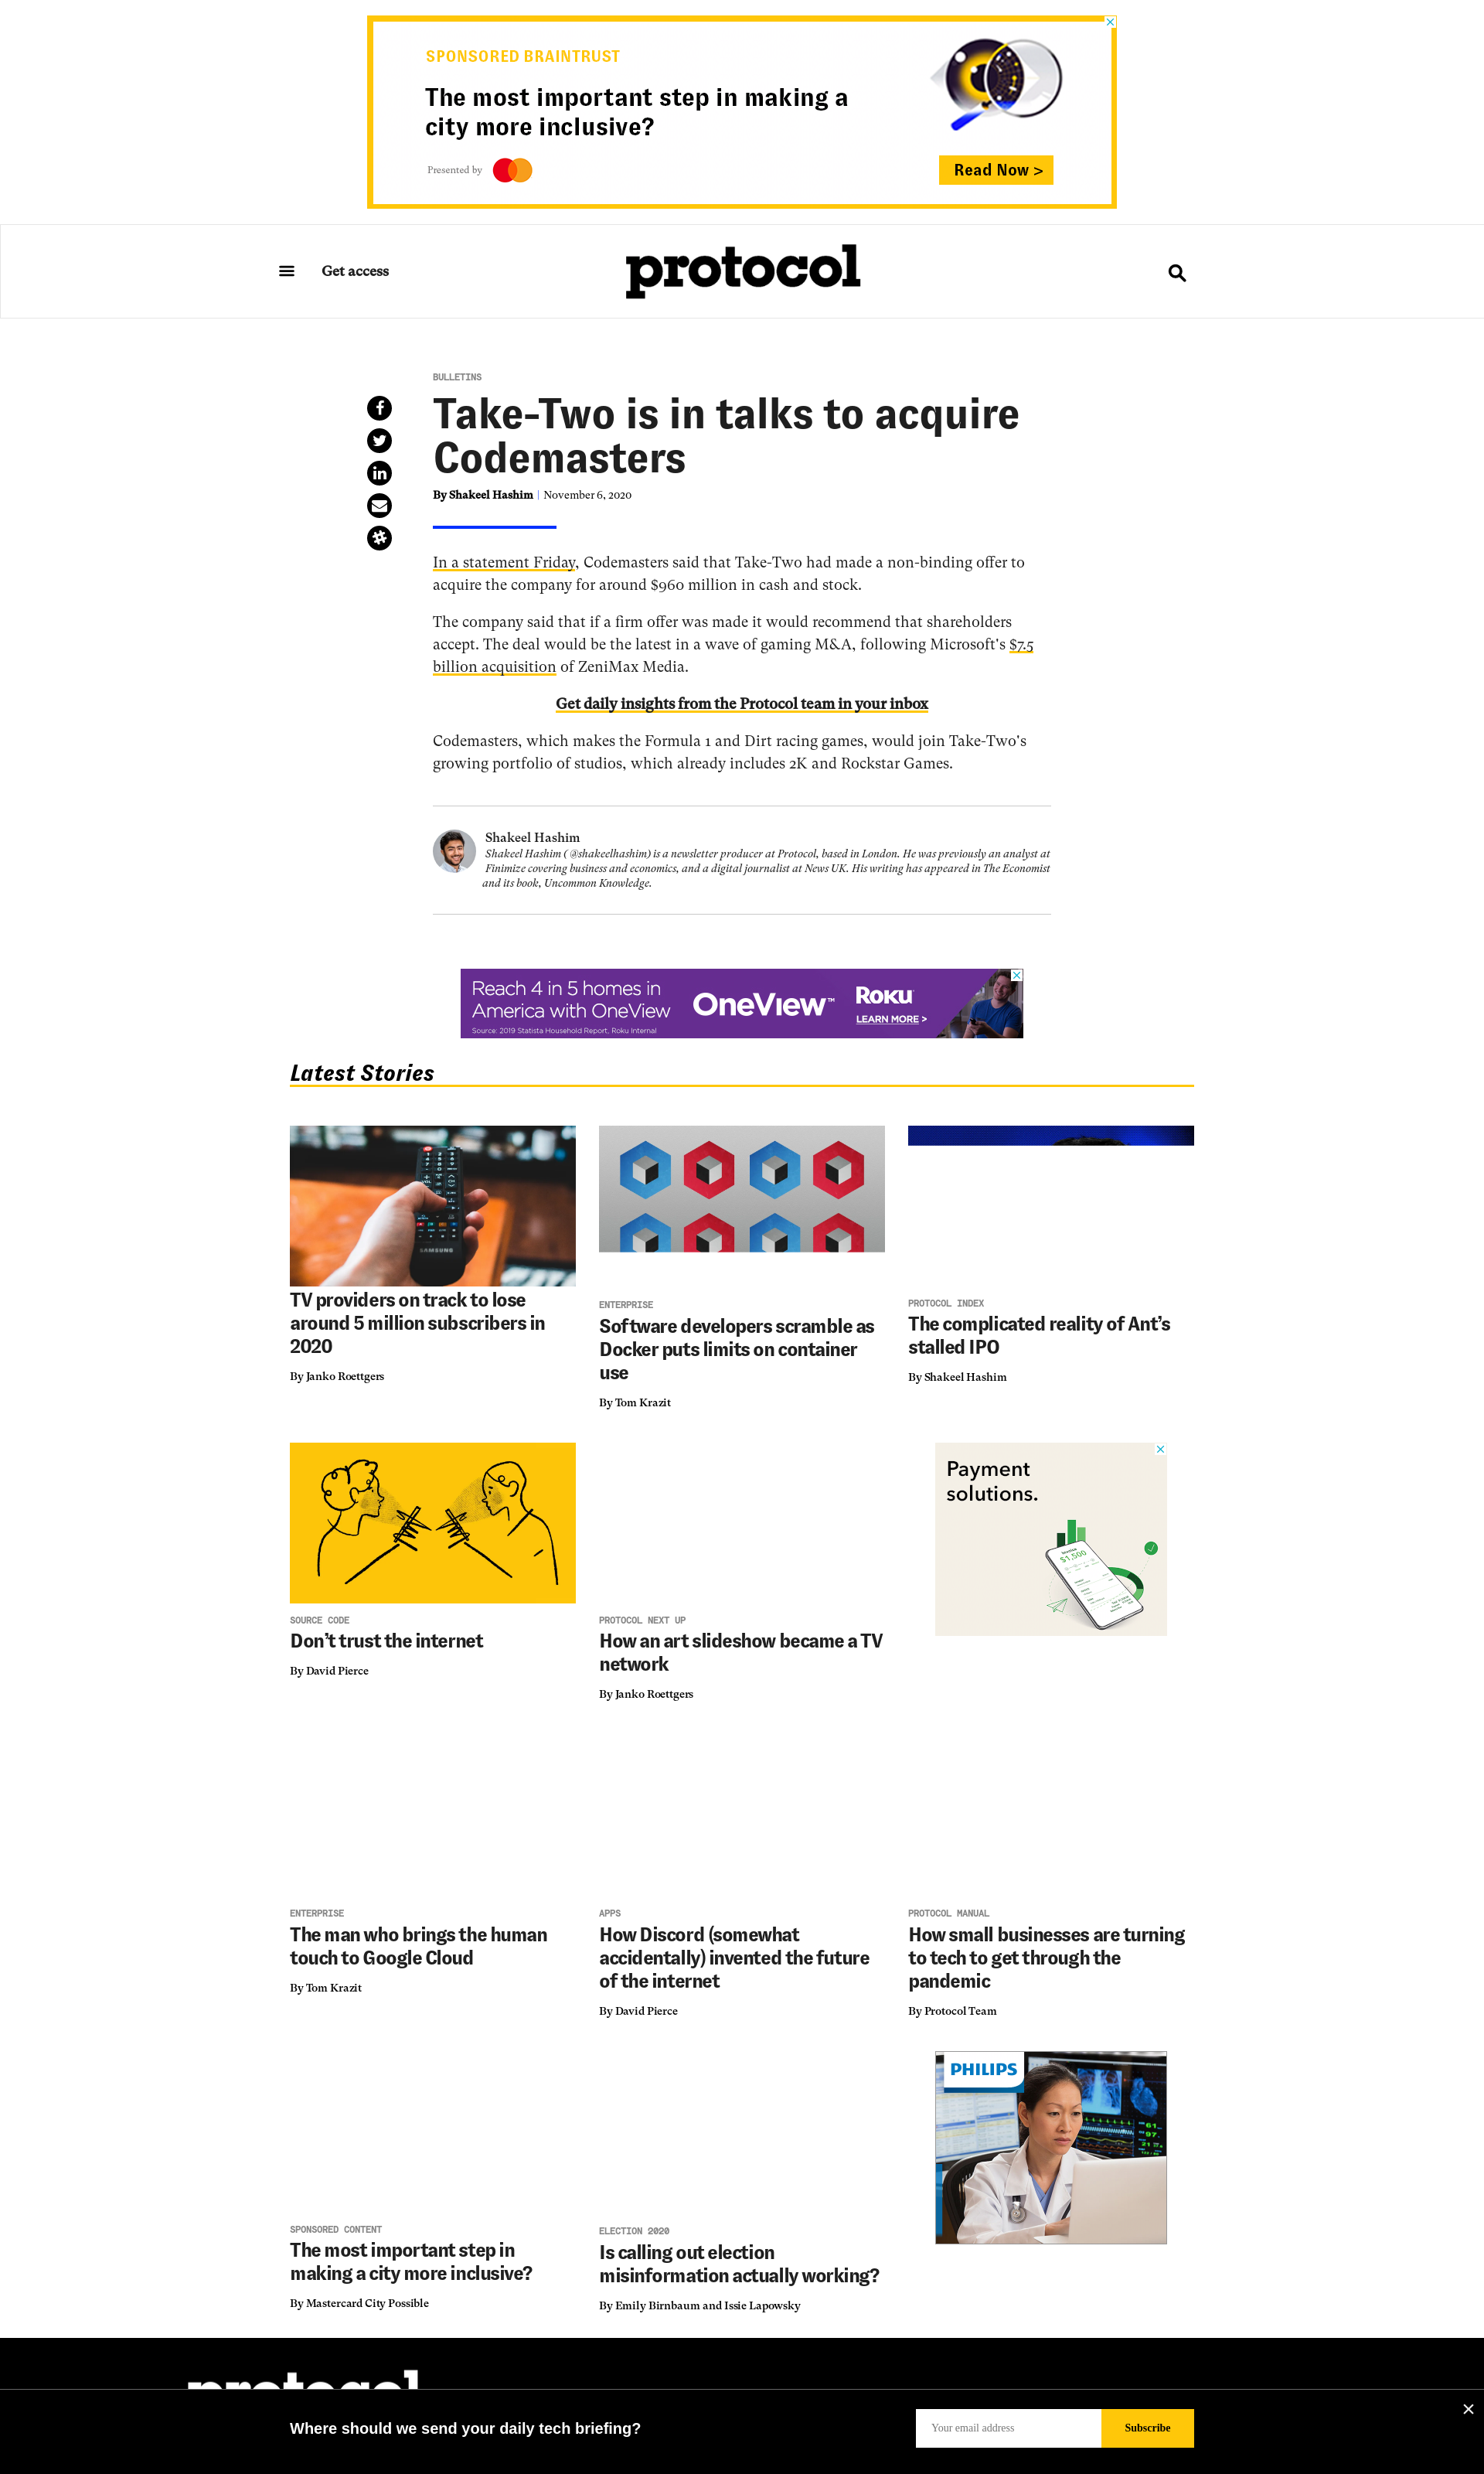 SPONSORED BRAINTRUST
The most important step in making a
city more inclusive?
Presented by
Read Now >
Get access
protocol
BULLETINS
Take-Two is in talks to acquire
Codemasters
By Shakeel Hashim | November 6, 2020
In a statement Friday, Codemasters said that Take-Two had made a non-binding offer to
acquire the company for around $960 million in cash and stock.
The company said that if a firm offer was made it would recommend that shareholders
accept. The deal would be the latest in a wave of gaming M&A, following Microsoft's $7.5
billion acquisition of ZeniMax Media.
Get daily insights from the Protocol team in your inbox
Codemasters, which makes the Formula 1 and Dirt racing games, would join Take-Two's
growing portfolio of studios, which already includes 2K and Rockstar Games.
Shakeel Hashim
Shakeel Hashim ( @shakeelhashim) is a newsletter producer at Protocol, based in London. He was previously an analyst at
Finimize covering business and economics, and a digital journalist at News UK. His writing has appeared in The Economist
and its book, Uncommon Knowledge.
Reach 4 in 5 homes in
America with OneView
Source: 2019 Statista Household Report, Roku Internal
OneView™
ROKU
LEARN MORE >
Latest Stories
SAMSUNG
TV providers on track to lose
around 5 million subscribers in
2020
By Janko Roettgers
ENTERPRISE
Software developers scramble as
Docker puts limits on container
use
By Tom Krazit
PROTOCOL INDEX
The complicated reality of Ant’s
stalled IPO
By Shakeel Hashim
SOURCE CODE
Don’t trust the internet
By David Pierce
PROTOCOL NEXT UP
How an art slideshow became a TV
network
By Janko Roettgers
Payment
solutions.
$1,500
ENTERPRISE
The man who brings the human
touch to Google Cloud
By Tom Krazit
APPS
How Discord (somewhat
accidentally) invented the future
of the internet
By David Pierce
PROTOCOL MANUAL
How small businesses are turning
to tech to get through the
pandemic
By Protocol Team
PHILIPS
SPONSORED CONTENT
The most important step in
making a city more inclusive?
By Mastercard City Possible
ELECTION 2020
Is calling out election
misinformation actually working?
By Emily Birnbaum and Issie Lapowsky
protocol
Where should we send your daily tech briefing?
Your email address
Subscribe